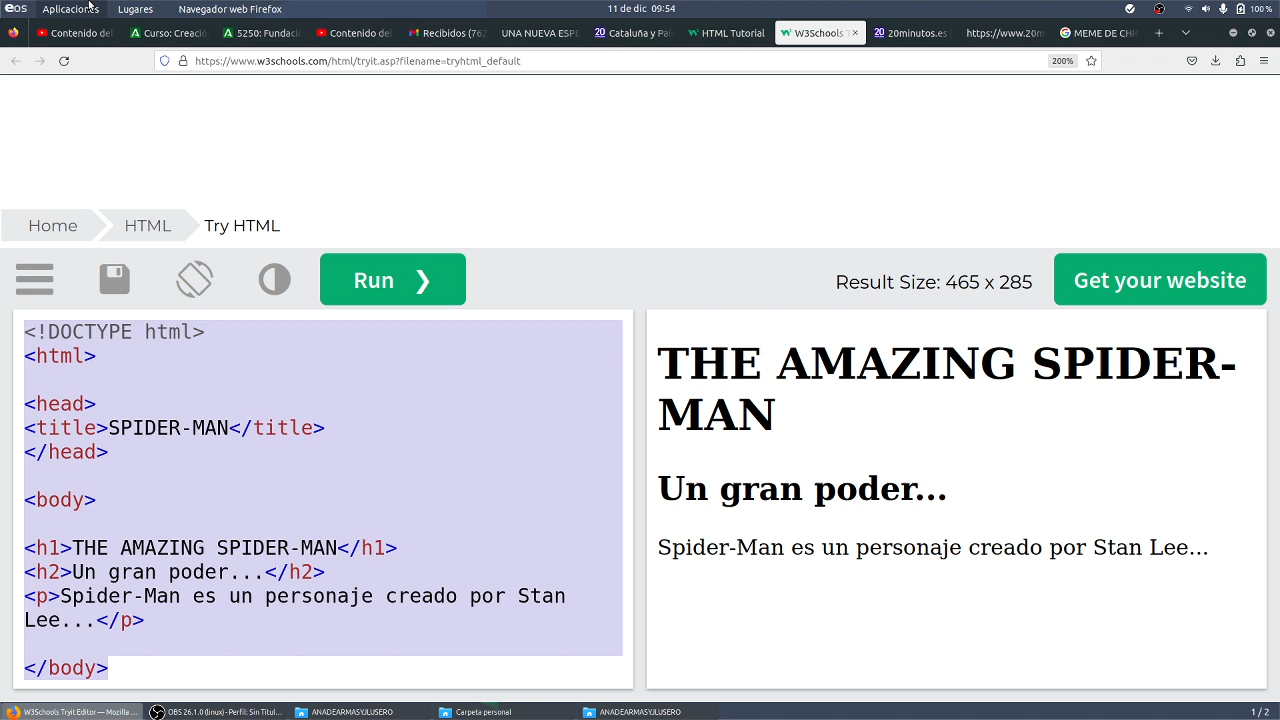 eos Aplicaciones Lugares Navegador web Firefox 11 de dic 09:54 100 %
Contenido del Curso: Creació 5250: Fundaci Contenido del Recibidos (762 UNA NUEVA ESPE Cataluña y Paí HTML Tutorial W3Schools T 20minutos.es https://www.20m MEME DE CHI
https://www.w3schools.com/html/tryit.asp?filename=tryhtml_default 200%
Home HTML Try HTML
Run ❯ Result Size: 465 x 285 Get your website
<!DOCTYPE html>
<html>
<head>
<title>SPIDER-MAN</title>
</head>
<body>
<h1>THE AMAZING SPIDER-MAN</h1>
<h2>Un gran poder...</h2>
<p>Spider-Man es un personaje creado por Stan
Lee...</p>
</body>
THE AMAZING SPIDER-
MAN
Un gran poder...
Spider-Man es un personaje creado por Stan Lee...
W3Schools Tryit Editor — Mozilla ... OBS 26.1.0 (linux) - Perfil: Sin Títul... ANADEARMASYJLUSERO Carpeta personal ANADEARMASYJLUSERO 1 / 2